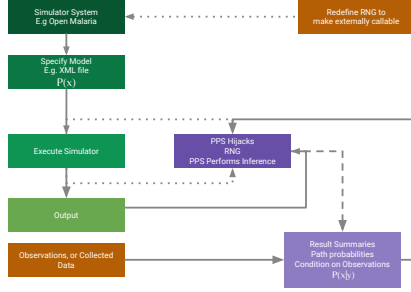 Simulator System
E.g Open Malaria
Redefine RNG to
make externally callable
Specify Model
E.g. XML file
P(x)
Execute Simulator
PPS Hijacks
RNG
PPS Performs Inference
Output
Observations, or Collected
Data
Result Summaries
Path probabilities
Condition on Observations
P(x|y)